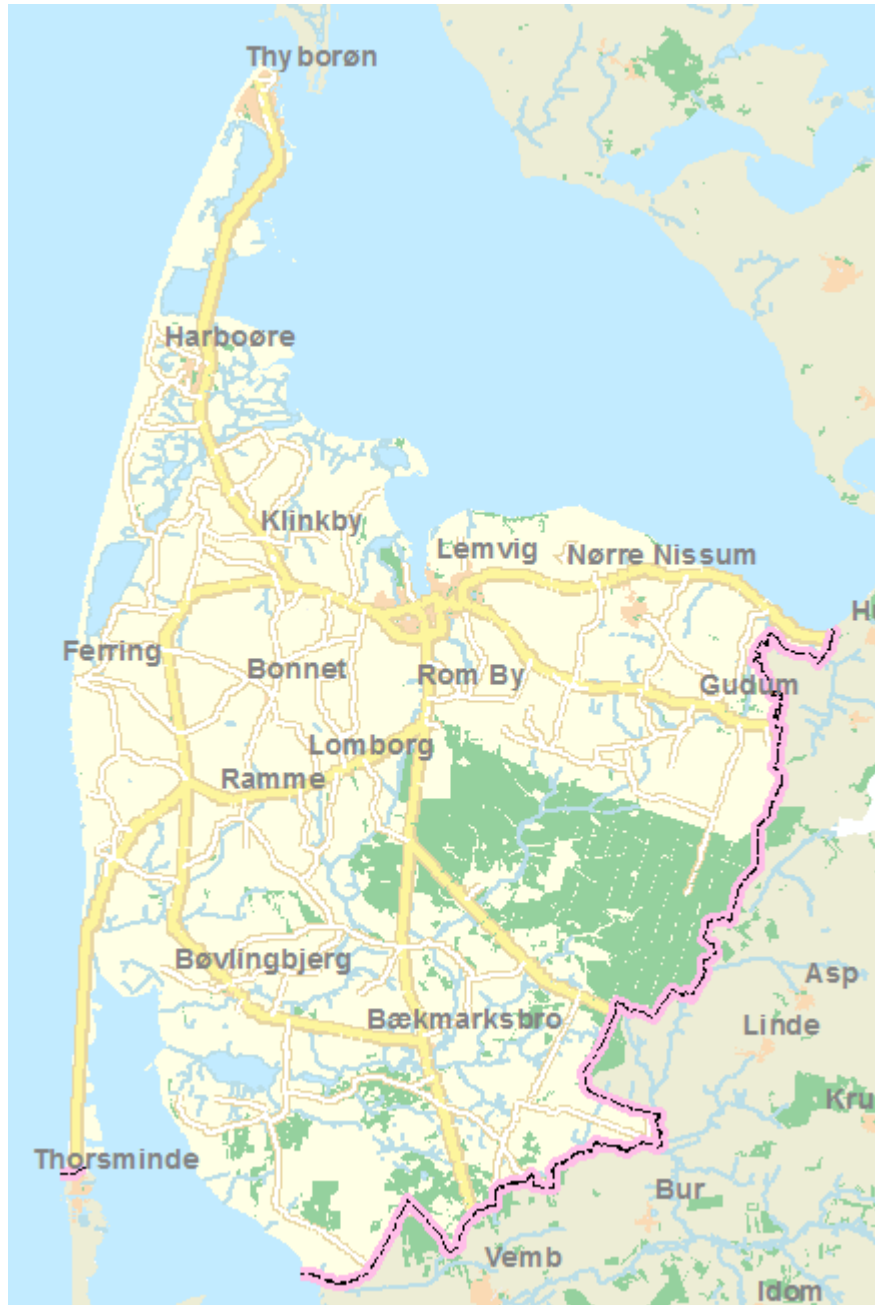 Thyborøn
Harboøre
Klinkby
Lemvig
Nørre Nissum
Ferring
Bonnet
Rom By
Gudum
Lomborg
Ramme
Bøvlingbjerg
Asp
Bækmarksbro
Linde
Kru
Thorsminde
Bur
Vemb
Idom